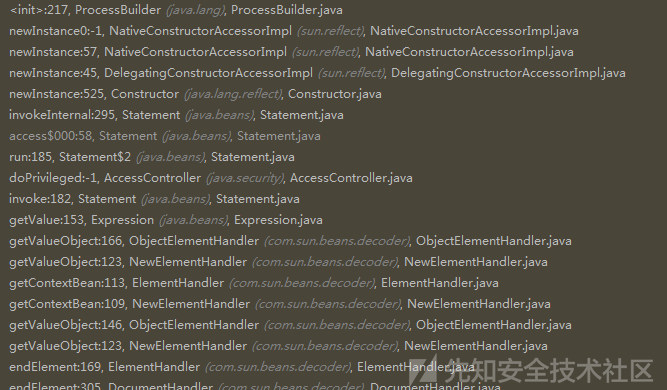 <init>:217, ProcessBuilder (java.lang), ProcessBuilder.java
newInstance0:-1, NativeConstructorAccessorImpl (sun.reflect), NativeConstructorAccessorImpl.java
newInstance:57, NativeConstructorAccessorImpl (sun.reflect), NativeConstructorAccessorImpl.java
newInstance:45, DelegatingConstructorAccessorImpl (sun.reflect), DelegatingConstructorAccessorImpl.java
newInstance:525, Constructor (java.lang.reflect), Constructor.java
invokeInternal:295, Statement (java.beans), Statement.java
access$000:58, Statement (java.beans), Statement.java
run:185, Statement$2 (java.beans), Statement.java
doPrivileged:-1, AccessController (java.security), AccessController.java
invoke:182, Statement (java.beans), Statement.java
getValue:153, Expression (java.beans), Expression.java
getValueObject:166, ObjectElementHandler (com.sun.beans.decoder), ObjectElementHandler.java
getValueObject:123, NewElementHandler (com.sun.beans.decoder), NewElementHandler.java
getContextBean:113, ElementHandler (com.sun.beans.decoder), ElementHandler.java
getContextBean:109, NewElementHandler (com.sun.beans.decoder), NewElementHandler.java
getValueObject:146, ObjectElementHandler (com.sun.beans.decoder), ObjectElementHandler.java
getValueObject:123, NewElementHandler (com.sun.beans.decoder), NewElementHandler.java
endElement:169, ElementHandler (com.sun.beans.decoder), ElementHandler.java
endElement:305, DocumentHandler (com.sun.beans.decoder), DocumentHandler.java
先知安全技术社区